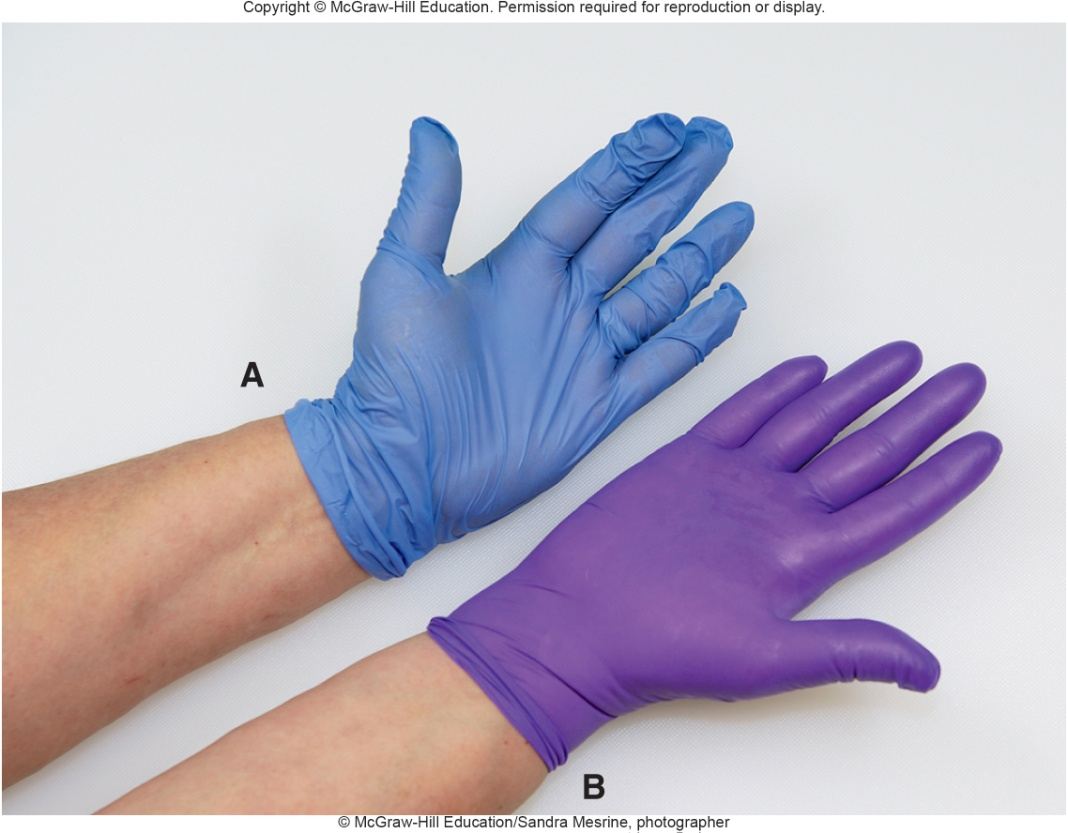 Copyright © McGraw-Hill Education. Permission required for reproduction or display.
A
B
© McGraw-Hill Education/Sandra Mesrine, photographer